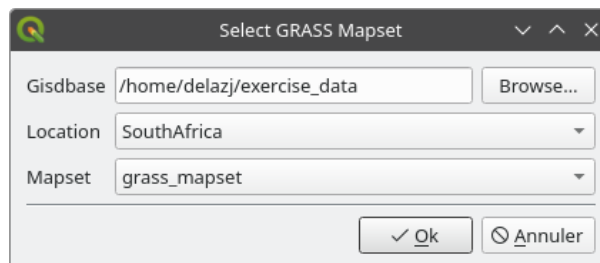 Select GRASS Mapset
Gisdbase /home/delazj/exercise_data Browse...
Location SouthAfrica
Mapset grass_mapset
Ok Annuler